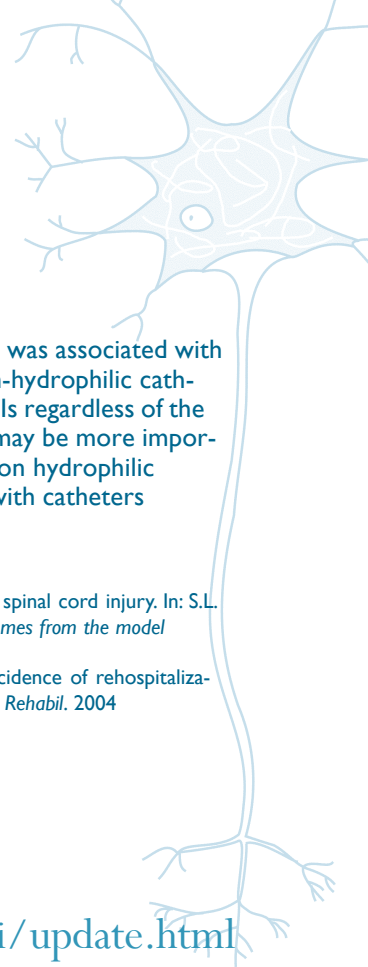 was associated with
-hydrophilic cath-
ls regardless of the
may be more impor-
on hydrophilic
with catheters
spinal cord injury. In: S.L.
mes from the model
cidence of rehospitaliza-
Rehabil. 2004
i/update.html